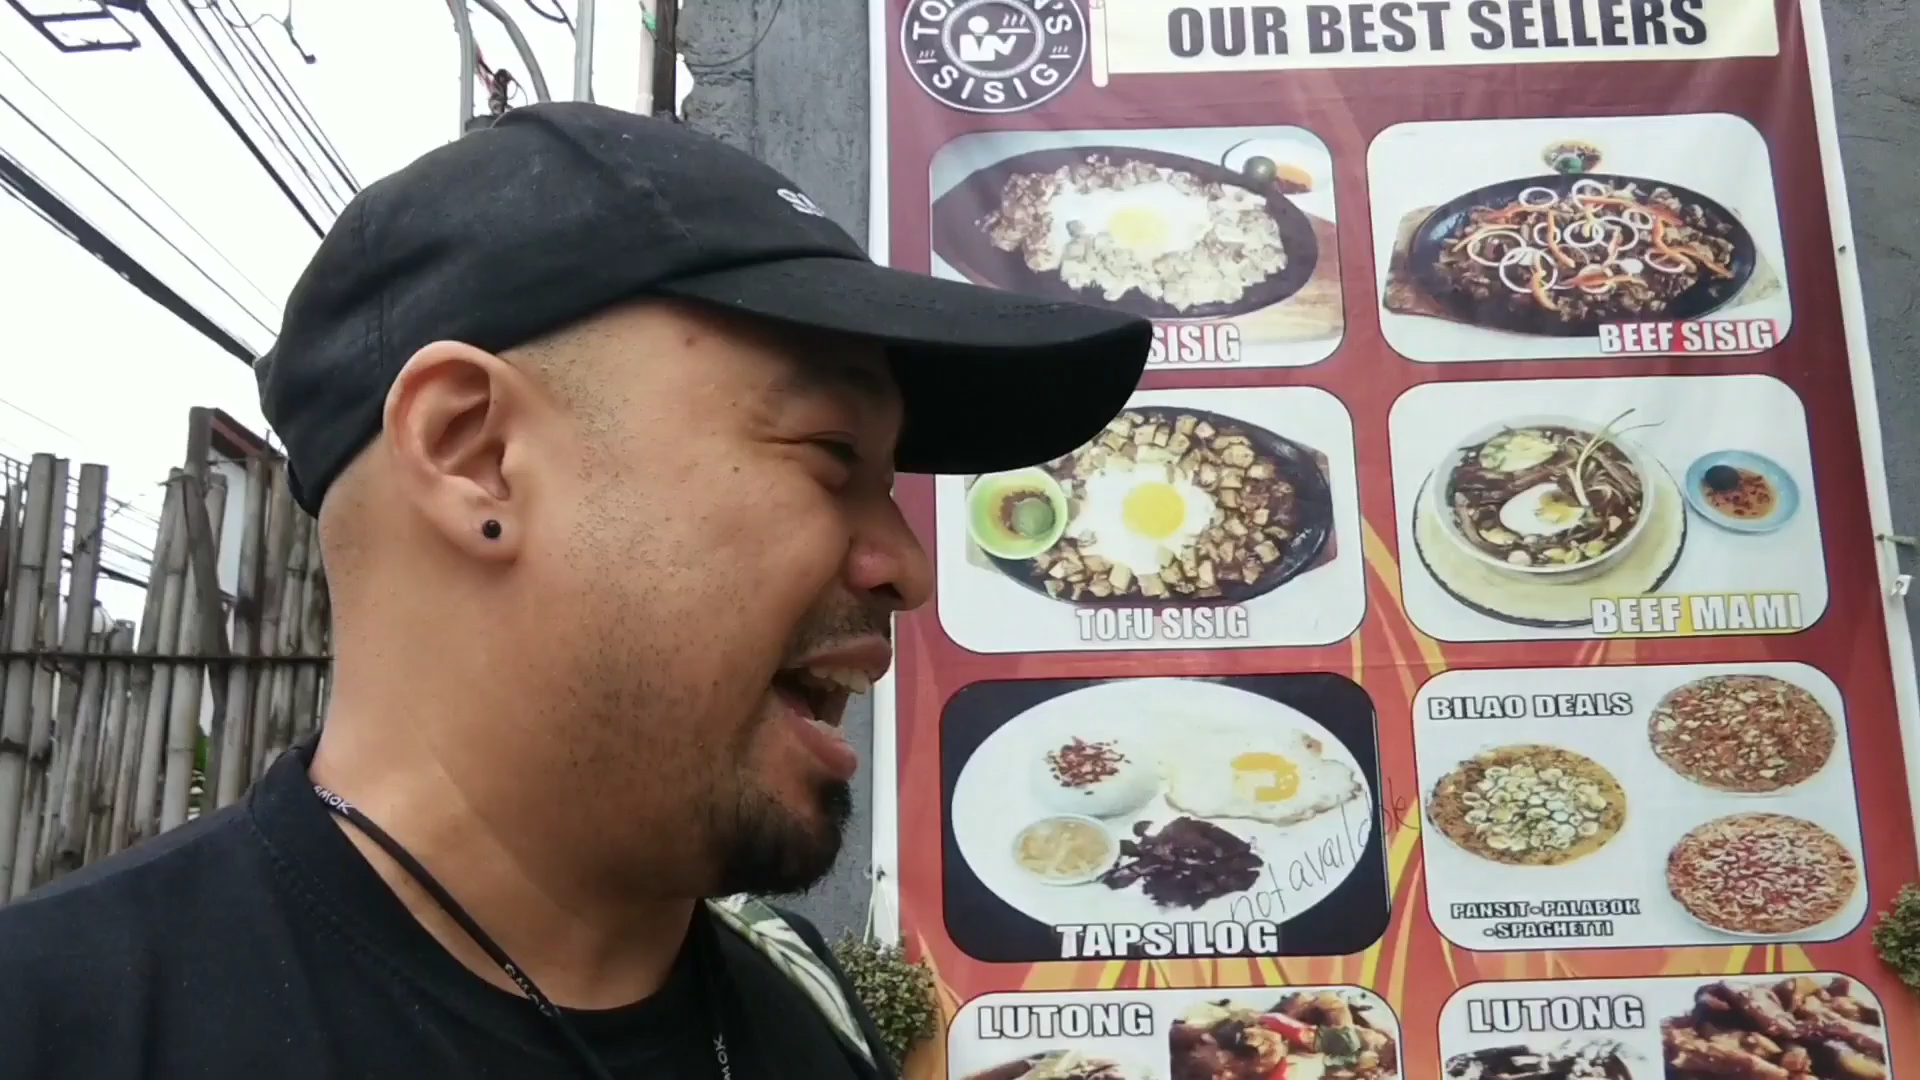 OUR BEST SELLERS
SISIG
SISIG
BEEF SISIG
TOFU SISIG
BEEF MAMI
BILAO DEALS
PANSIT-PALABOK
-SPAGHETTI
not available
TAPSILOG
LUTONG
LUTONG